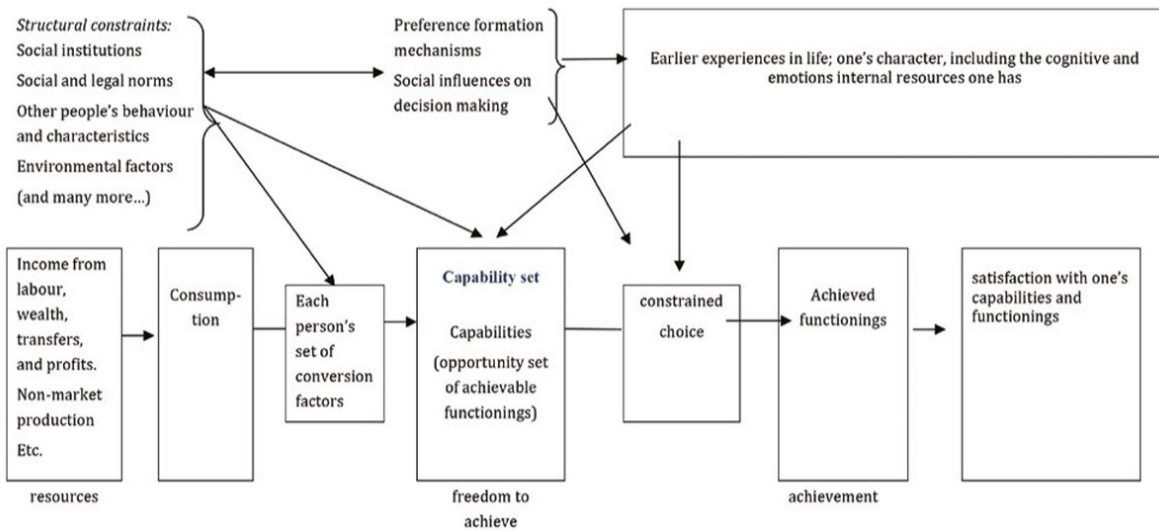 Structural constraints:
Social institutions
Social and legal norms
Other people's behaviour
and characteristics
Environmental factors
(and many more...)
Preference formation
mechanisms
Social influences on
decision making
Earlier experiences in life; one's character, including the cognitive and
emotions internal resources one has
Income from
labour,
wealth,
transfers,
and profits.
Non-market
production
Etc.
resources
Consump-
tion
Each
person's
set of
conversion
factors
Capability set
Capabilities
(opportunity set
of achievable
functionings)
freedom to
achieve
constrained
choice
Achieved
functionings
achievement
satisfaction with one's
capabilities and
functionings